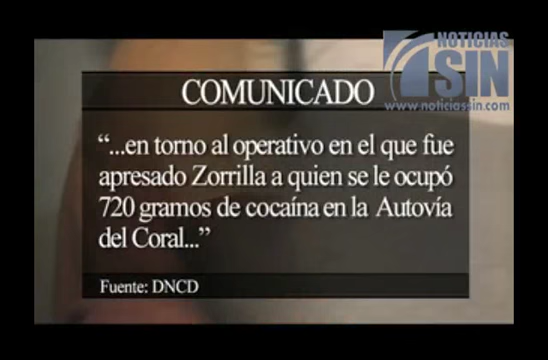 NOTICIAS
SIN
www.noticiassin.com
COMUNICADO
“...en torno al operativo en el que fue
apresado Zorrilla a quien se le ocupó
720 gramos de cocaína en la Autovía
del Coral...”
Fuente: DNCD